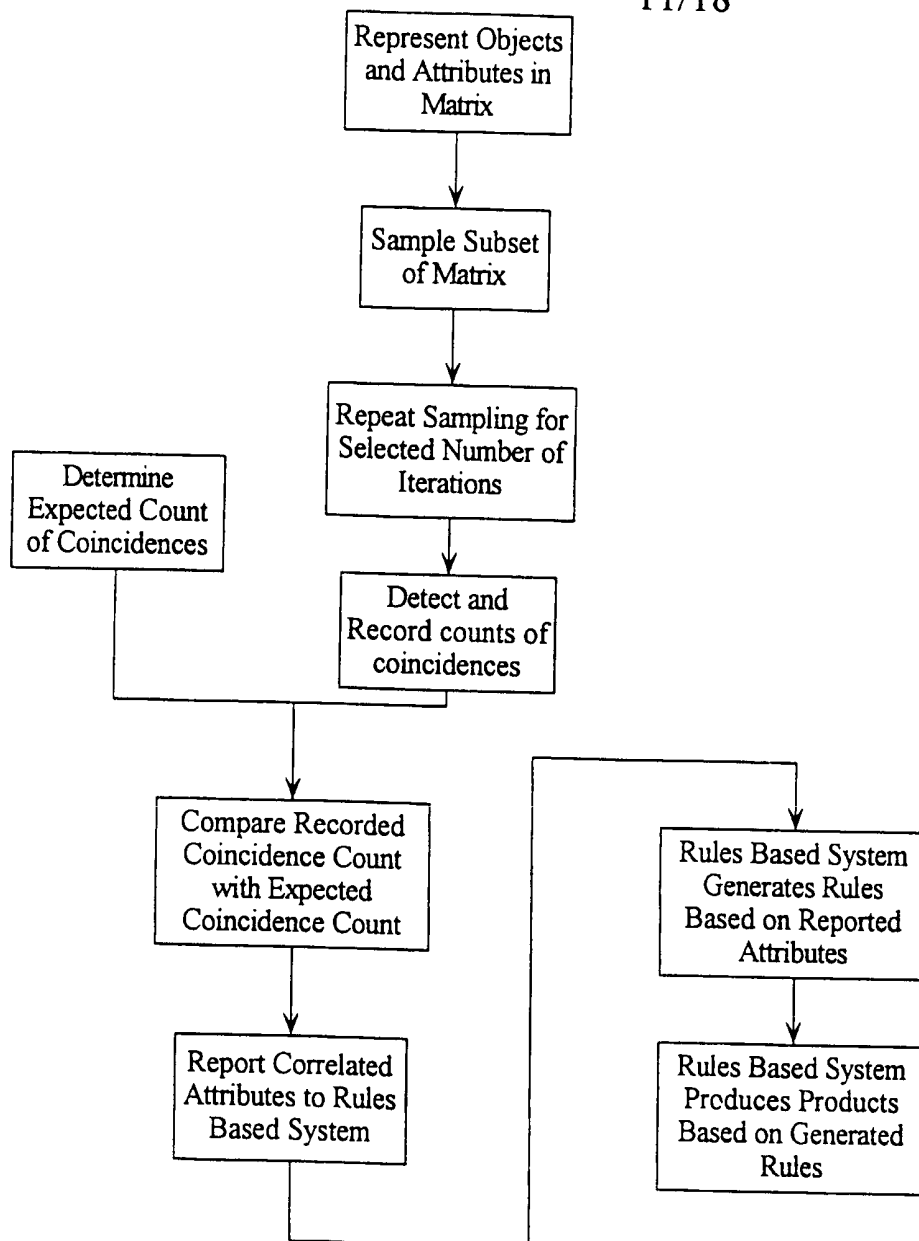 11/18
Represent Objects
and Attributes in
Matrix
Sample Subset
of Matrix
Repeat Sampling for
Selected Number of
Iterations
Determine
Expected Count
of Coincidences
Detect and
Record counts of
coincidences
Compare Recorded
Coincidence Count
with Expected
Coincidence Count
Report Correlated
Attributes to Rules
Based System
Rules Based System
Generates Rules
Based on Reported
Attributes
Rules Based System
Produces Products
Based on Generated
Rules